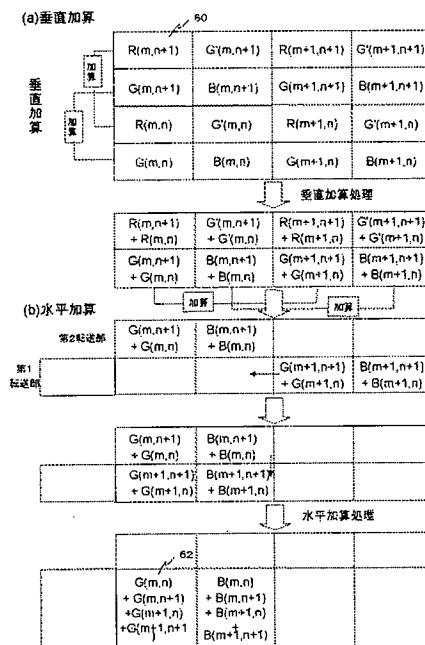 (a)垂直加算
60
R(m,n+1) G'(m,n+1) R(m+1,n+1) G'(m+1,n+1)
G(m,n+1) B(m,n+1) G(m+1,n+1) B(m+1,n+1)
R(m,n) G'(m,n) R(m+1,n) G'(m+1,n)
G(m,n) B(m,n) G(m+1,n) B(m+1,n)
加算
加算
垂直加算
垂直加算処理
R(m,n+1) G'(m,n+1) R(m+1,n+1) G'(m+1,n+1)
+ R(m,n) + G'(m,n) + R(m+1,n) + G'(m+1,n)
G(m,n+1) B(m,n+1) G(m+1,n+1) B(m+1,n+1)
+ G(m,n) + B(m,n) + G(m+1,n) + B(m+1,n)
加算 加算
(b)水平加算
第2転送部
G(m,n+1) B(m,n+1)
+ G(m,n) + B(m,n)
第1
転送部
G(m+1,n+1) B(m+1,n+1)
+ G(m+1,n) + B(m+1,n)
G(m,n+1) B(m,n+1)
+ G(m,n) + B(m,n)
G(m+1,n+1) B(m+1,n+1)
+ G(m+1,n) + B(m+1,n)
水平加算処理
62
G(m,n) B(m,n)
+ G(m,n+1) + B(m,n+1)
+G(m+1,n) + B(m+1,n)
+G(m+1,n+1 +
) B(m+1,n+1)